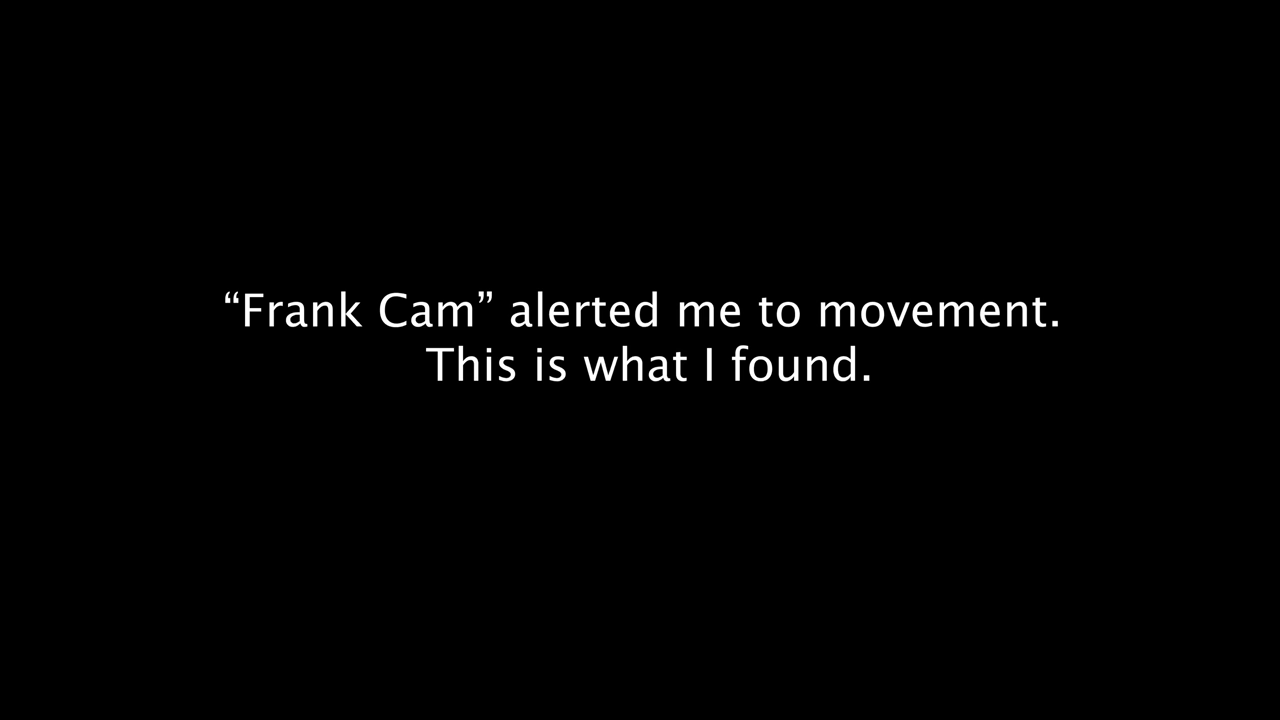 “Frank Cam” alerted me to movement.
This is what I found.